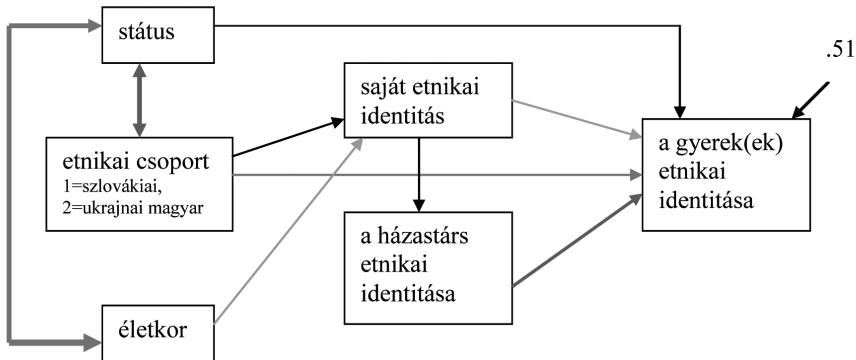 státus
.51
saját etnikai
identitás
etnikai csoport
1=szlovákiai,
2=ukrajnai magyar
a gyerek(ek)
etnikai
identitása
a házastárs
etnikai
identitása
életkor